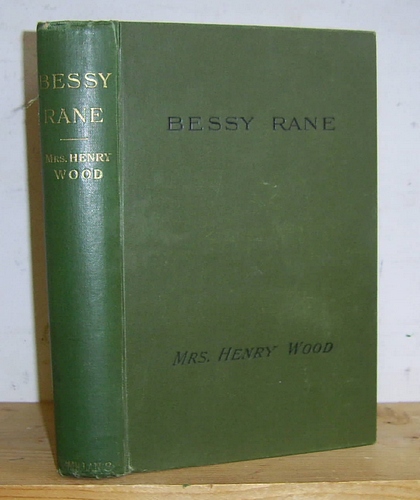 BESSY
RANE
MRS. HENRY
WOOD
BESSY RANE
MRS. HENRY WOOD